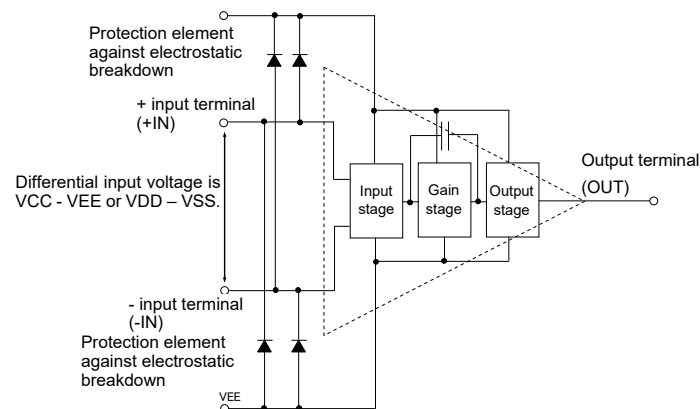 Protection element
against electrostatic
breakdown
+ input terminal
(+IN)
Differential input voltage is
VCC - VEE or VDD – VSS.
Input
stage
Gain
stage
Output
stage
Output terminal
(OUT)
- input terminal
(-IN)
Protection element
against electrostatic
breakdown
VEE